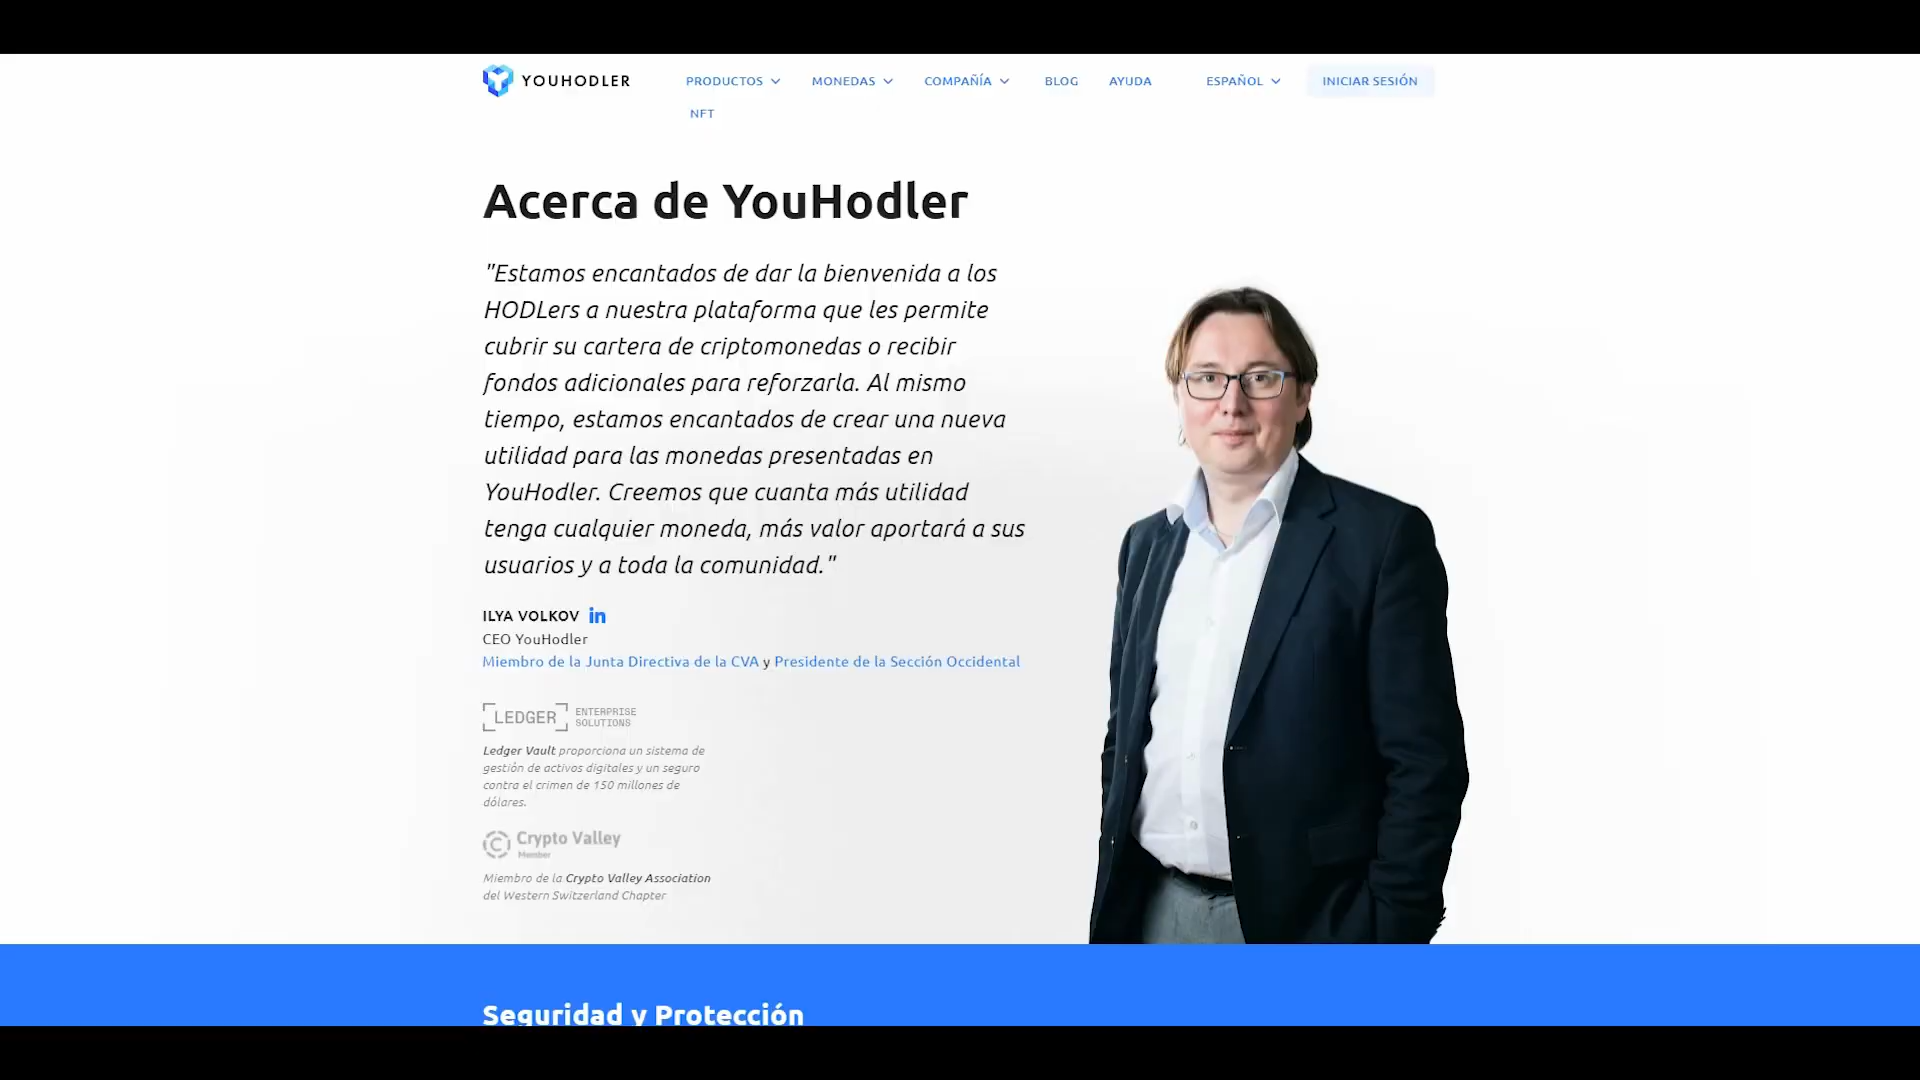 YOUHODLER
PRODUCTOS
MONEDAS
COMPAÑÍA
BLOG
AYUDA
ESPAÑOL
INICIAR SESIÓN
NFT
Acerca de YouHodler
"Estamos encantados de dar la bienvenida a los
HODLers a nuestra plataforma que les permite
cubrir su cartera de criptomonedas o recibir
fondos adicionales para reforzarla. Al mismo
tiempo, estamos encantados de crear una nueva
utilidad para las monedas presentadas en
YouHodler. Creemos que cuanta más utilidad
tenga cualquier moneda, más valor aportará a sus
usuarios y a toda la comunidad."
ILYA VOLKOV in
CEO YouHodler
Miembro de la Junta Directiva de la CVA y Presidente de la Sección Occidental
LEDGER ENTERPRISE
SOLUTIONS
Ledger Vault proporciona un sistema de
gestión de activos digitales y un seguro
contra el crimen de 150 millones de
dólares.
Crypto Valley
Member
Miembro de la Crypto Valley Association
del Western Switzerland Chapter
Seguridad y Protección